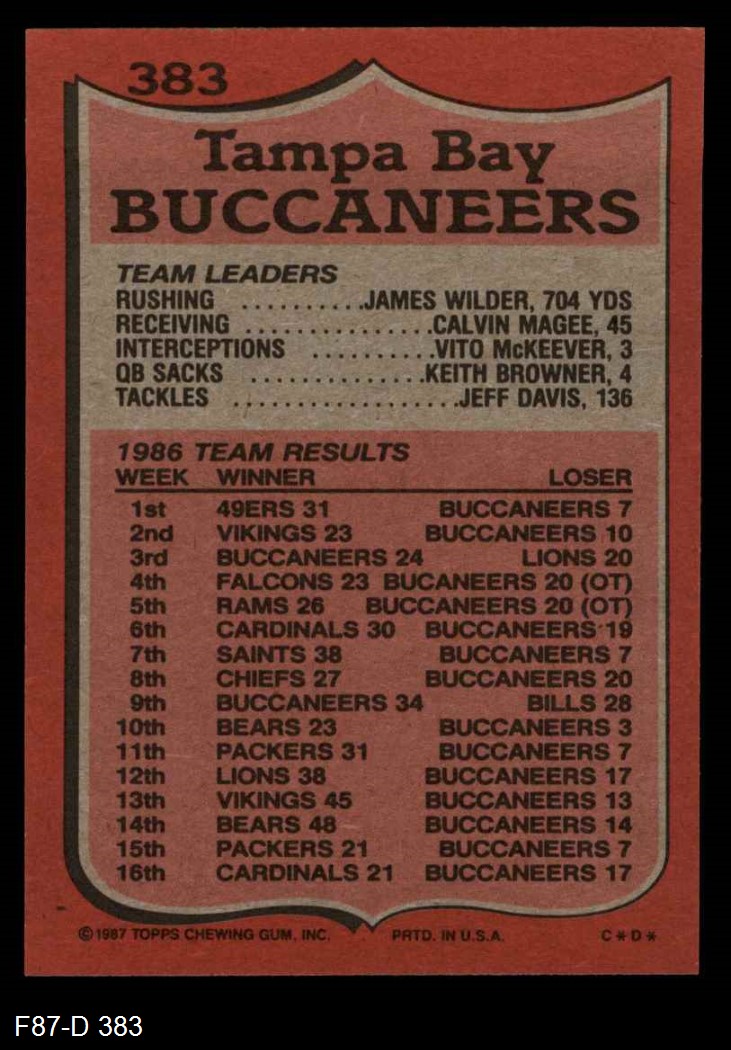 383
Tampa Bay
BUCCANEERS
TEAM LEADERS
RUSHING ..........JAMES WILDER, 704 YDS
RECEIVING ...............CALVIN MAGEE, 45
INTERCEPTIONS ..........VITO McKEEVER, 3
QB SACKS ..............KEITH BROWNER, 4
TACKLES ..................JEFF DAVIS, 136
1986 TEAM RESULTS
WEEK WINNER LOSER
1st 49ERS 31 BUCCANEERS 7
2nd VIKINGS 23 BUCCANEERS 10
3rd BUCCANEERS 24 LIONS 20
4th FALCONS 23 BUCANEERS 20 (OT)
5th RAMS 26 BUCCANEERS 20 (OT)
6th CARDINALS 30 BUCCANEERS 19
7th SAINTS 38 BUCCANEERS 7
8th CHIEFS 27 BUCCANEERS 20
9th BUCCANEERS 34 BILLS 28
10th BEARS 23 BUCCANEERS 3
11th PACKERS 31 BUCCANEERS 7
12th LIONS 38 BUCCANEERS 17
13th VIKINGS 45 BUCCANEERS 13
14th BEARS 48 BUCCANEERS 14
15th PACKERS 21 BUCCANEERS 7
16th CARDINALS 21 BUCCANEERS 17
© 1987 TOPPS CHEWING GUM, INC. PRTD. IN U.S.A. C * D *
F87-D 383